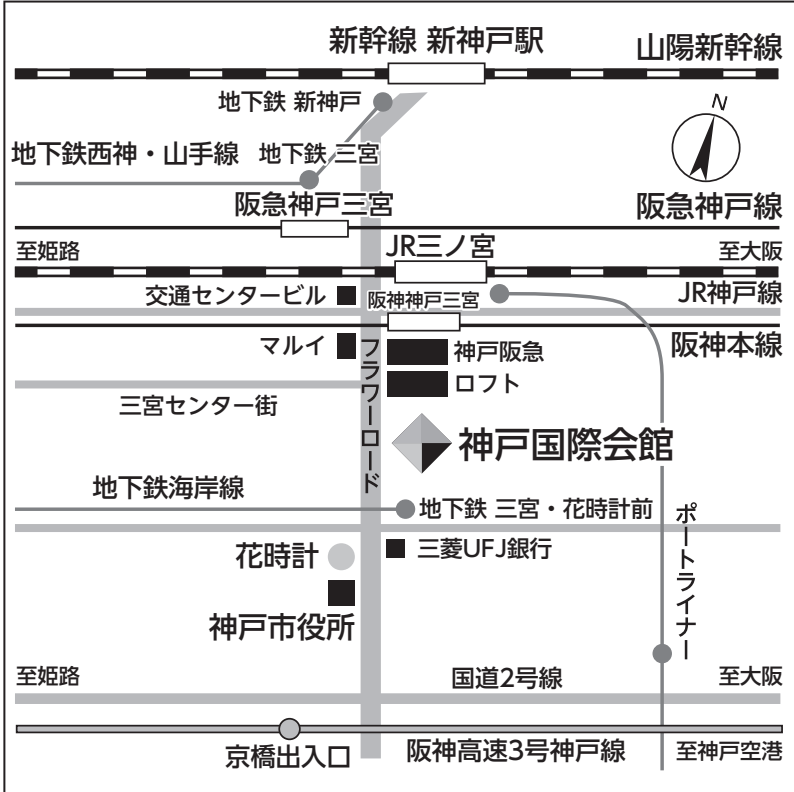 新幹線 新神戸駅
山陽新幹線
地下鉄 新神戸
N
地下鉄西神・山手線
地下鉄 三宮
阪急神戸三宮
阪急神戸線
至姫路
JR三ノ宮
至大阪
交通センタービル
阪神神戸三宮
JR神戸線
マルイ
フラワーロード
神戸阪急
阪神本線
ロフト
三宮センター街
神戸国際会館
地下鉄海岸線
地下鉄 三宮・花時計前
ポートライナー
花時計
三菱UFJ銀行
神戸市役所
至姫路
国道2号線
至大阪
京橋出入口
阪神高速3号神戸線
至神戸空港